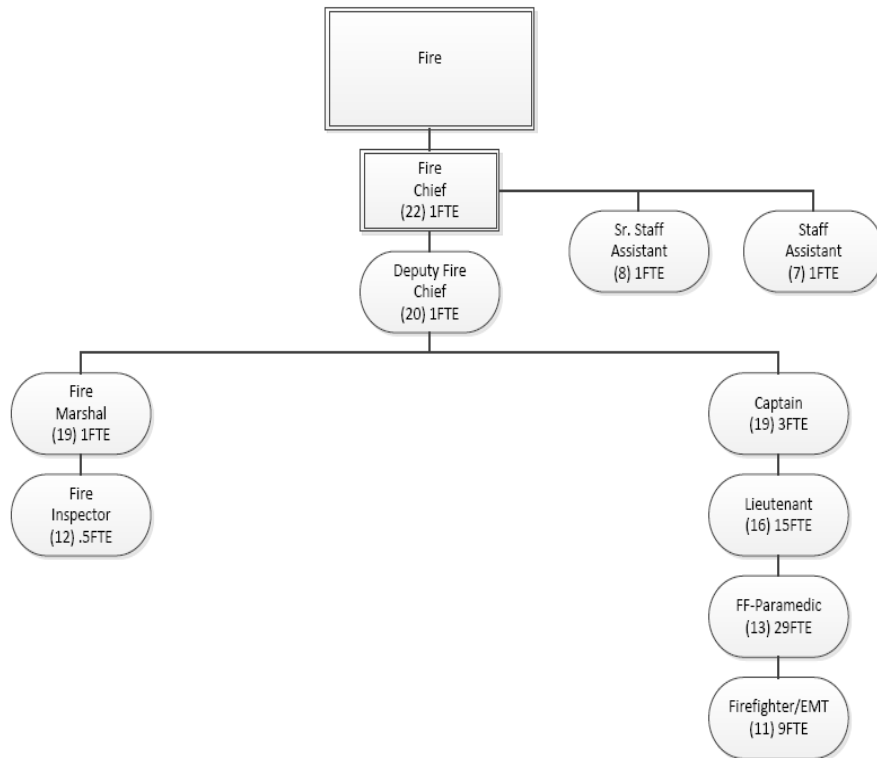 Fire
Fire
Chief
(22) 1FTE
Sr. Staff
Assistant
(8) 1FTE
Staff
Assistant
(7) 1FTE
Deputy Fire
Chief
(20) 1FTE
Fire
Marshal
(19) 1FTE
Fire
Inspector
(12) .5FTE
Captain
(19) 3FTE
Lieutenant
(16) 15FTE
FF-Paramedic
(13) 29FTE
Firefighter/EMT
(11) 9FTE